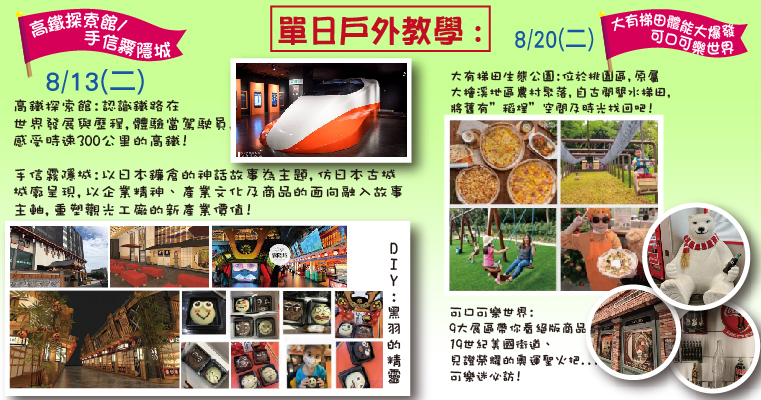 單日戶外教學：
高鐵探索館/
手信霧隱城
8/13(二)
高鐵探索館：認識鐵路在
世界發展與歷程，體驗當駕駛員，
感受時速300公里的高鐵！
手信霧隱城：以日本鐮倉的神話故事為主題，仿日本古城
城廓呈現，以企業精神、產業文化及商品的面向融入故事
主軸，重塑觀光工廠的新產業價值！
DIY：黑羽的精靈
8/20(二)
大有梯田體能大爆發
可口可樂世界
大有梯田生態公園：位於桃園區，原屬
大檜溪地區農村聚落，自古開墾水梯田，
將舊有”稻埕”空間及時光找回吧！
可口可樂世界：
9大展區帶你看絕版商品、
19世紀美國街道、
見證榮耀的奧運聖火把...
可樂迷必訪！